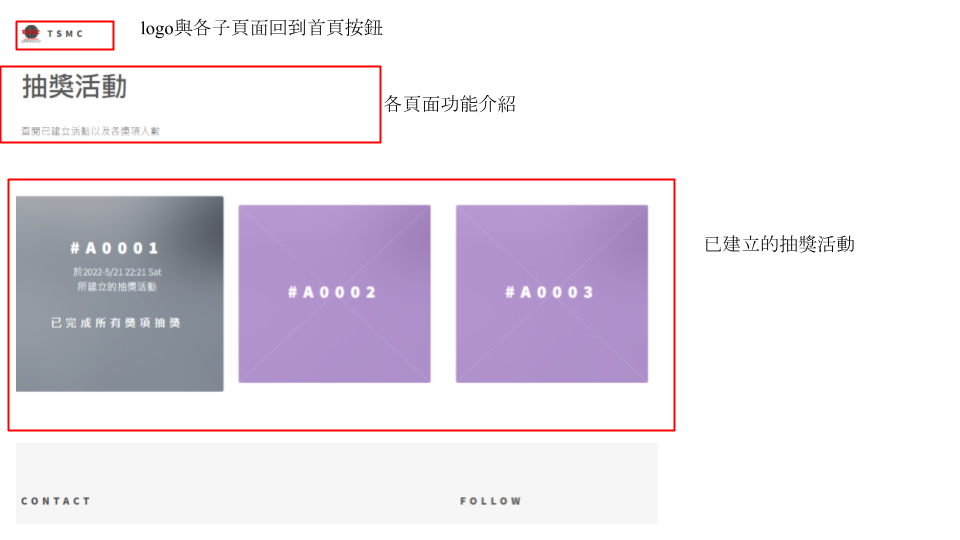 TSMC
logo與各子頁面回到首頁按鈕
抽獎活動
各頁面功能介紹
查閱已建立活動以及各獎項人數
已建立的抽獎活動
#A0001
於2022-5/21 22:21 Sat
所建立的抽獎活動
已完成所有獎項抽獎
#A0002
#A0003
CONTACT
FOLLOW